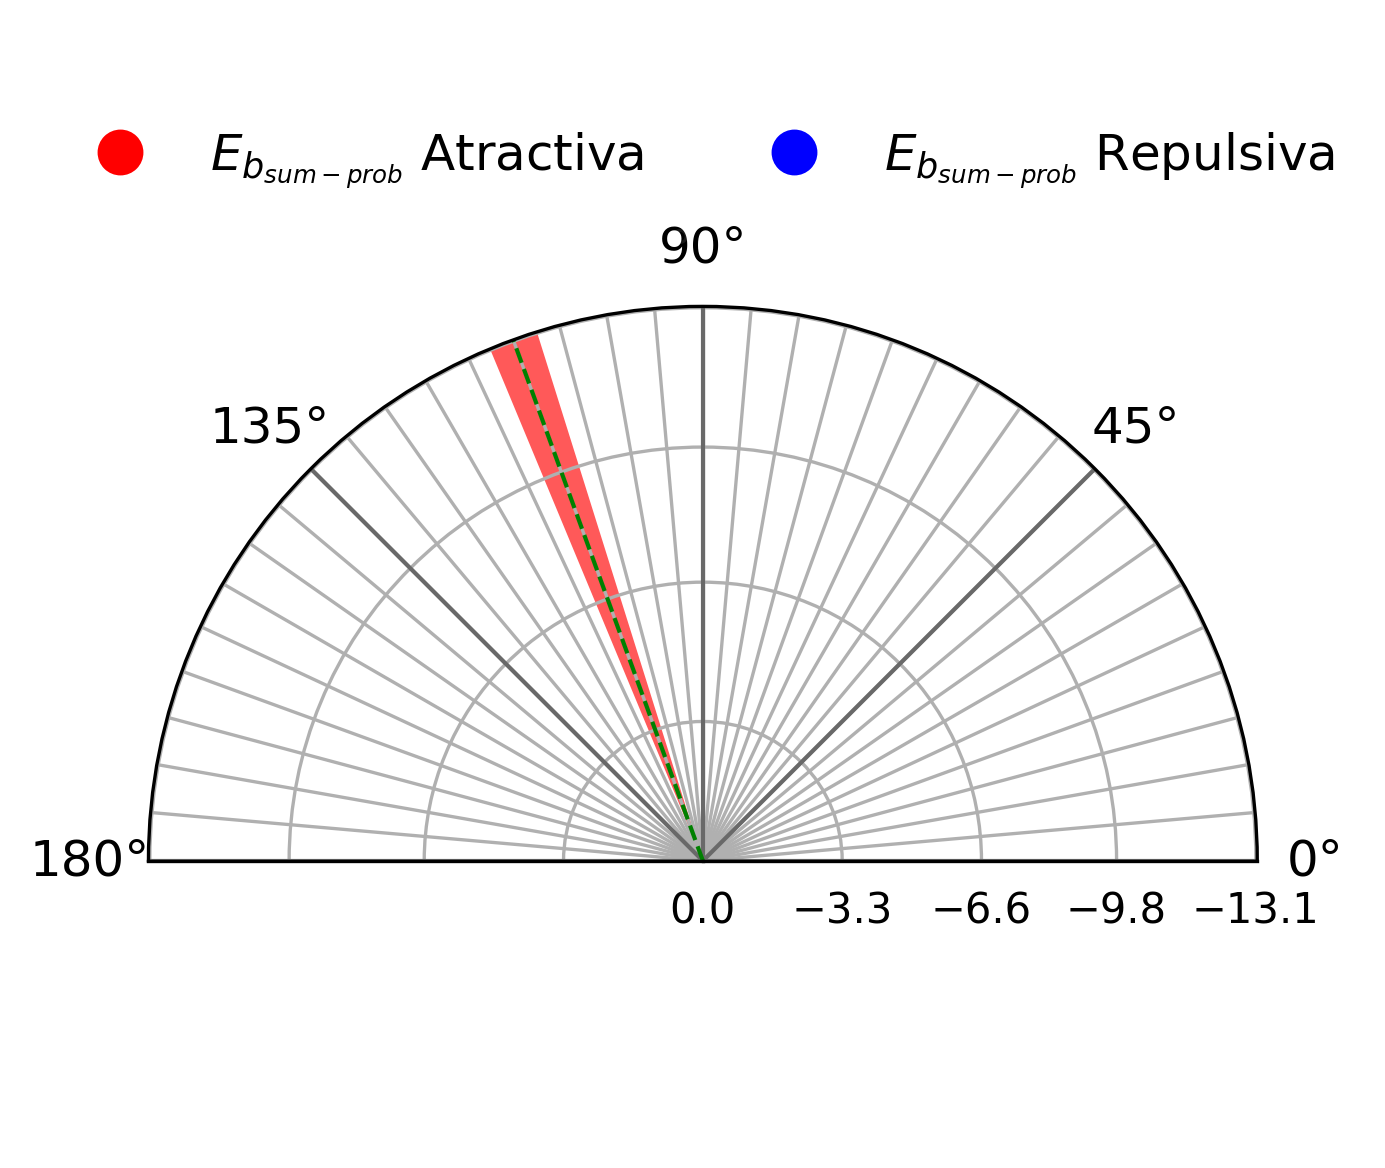 E_{b_{sum-prob}} Atractiva E_{b_{sum-prob}} Repulsiva
90°
135° 45°
180° 0°
0.0 −3.3 −6.6 −9.8 −13.1